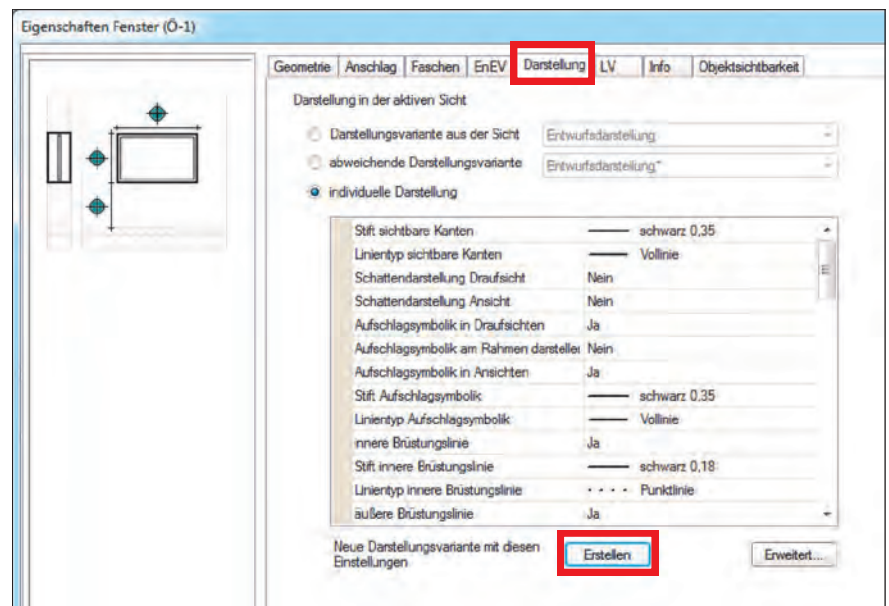 Eigenschaften Fenster (Ö-1)
Geometrie Anschlag Faschen EnEV Darstellung LV Info Objektsichtbarkeit
Darstellung in der aktiven Sicht
Darstellungsvariante aus der Sicht Entwurfsdarstellung
abweichende Darstellungsvariante Entwurfsdarstellung*
individuelle Darstellung
Stift sichtbare Kanten schwarz 0,35
Linientyp sichtbare Kanten Vollinie
Schattendarstellung Draufsicht Nein
Schattendarstellung Ansicht Nein
Aufschlagsymbolik in Draufsichten Ja
Aufschlagsymbolik am Rahmen darsteller Nein
Aufschlagsymbolik in Ansichten Ja
Stift Aufschlagsymbolik schwarz 0,35
Linientyp Aufschlagsymbolik Vollinie
innere Brüstungslinie Ja
Stift innere Brüstungslinie schwarz 0,18
Linientyp innere Brüstungslinie Punktlinie
äußere Brüstungslinie Ja
Neue Darstellungsvariante mit diesen
Einstellungen Erstellen Erweitert...